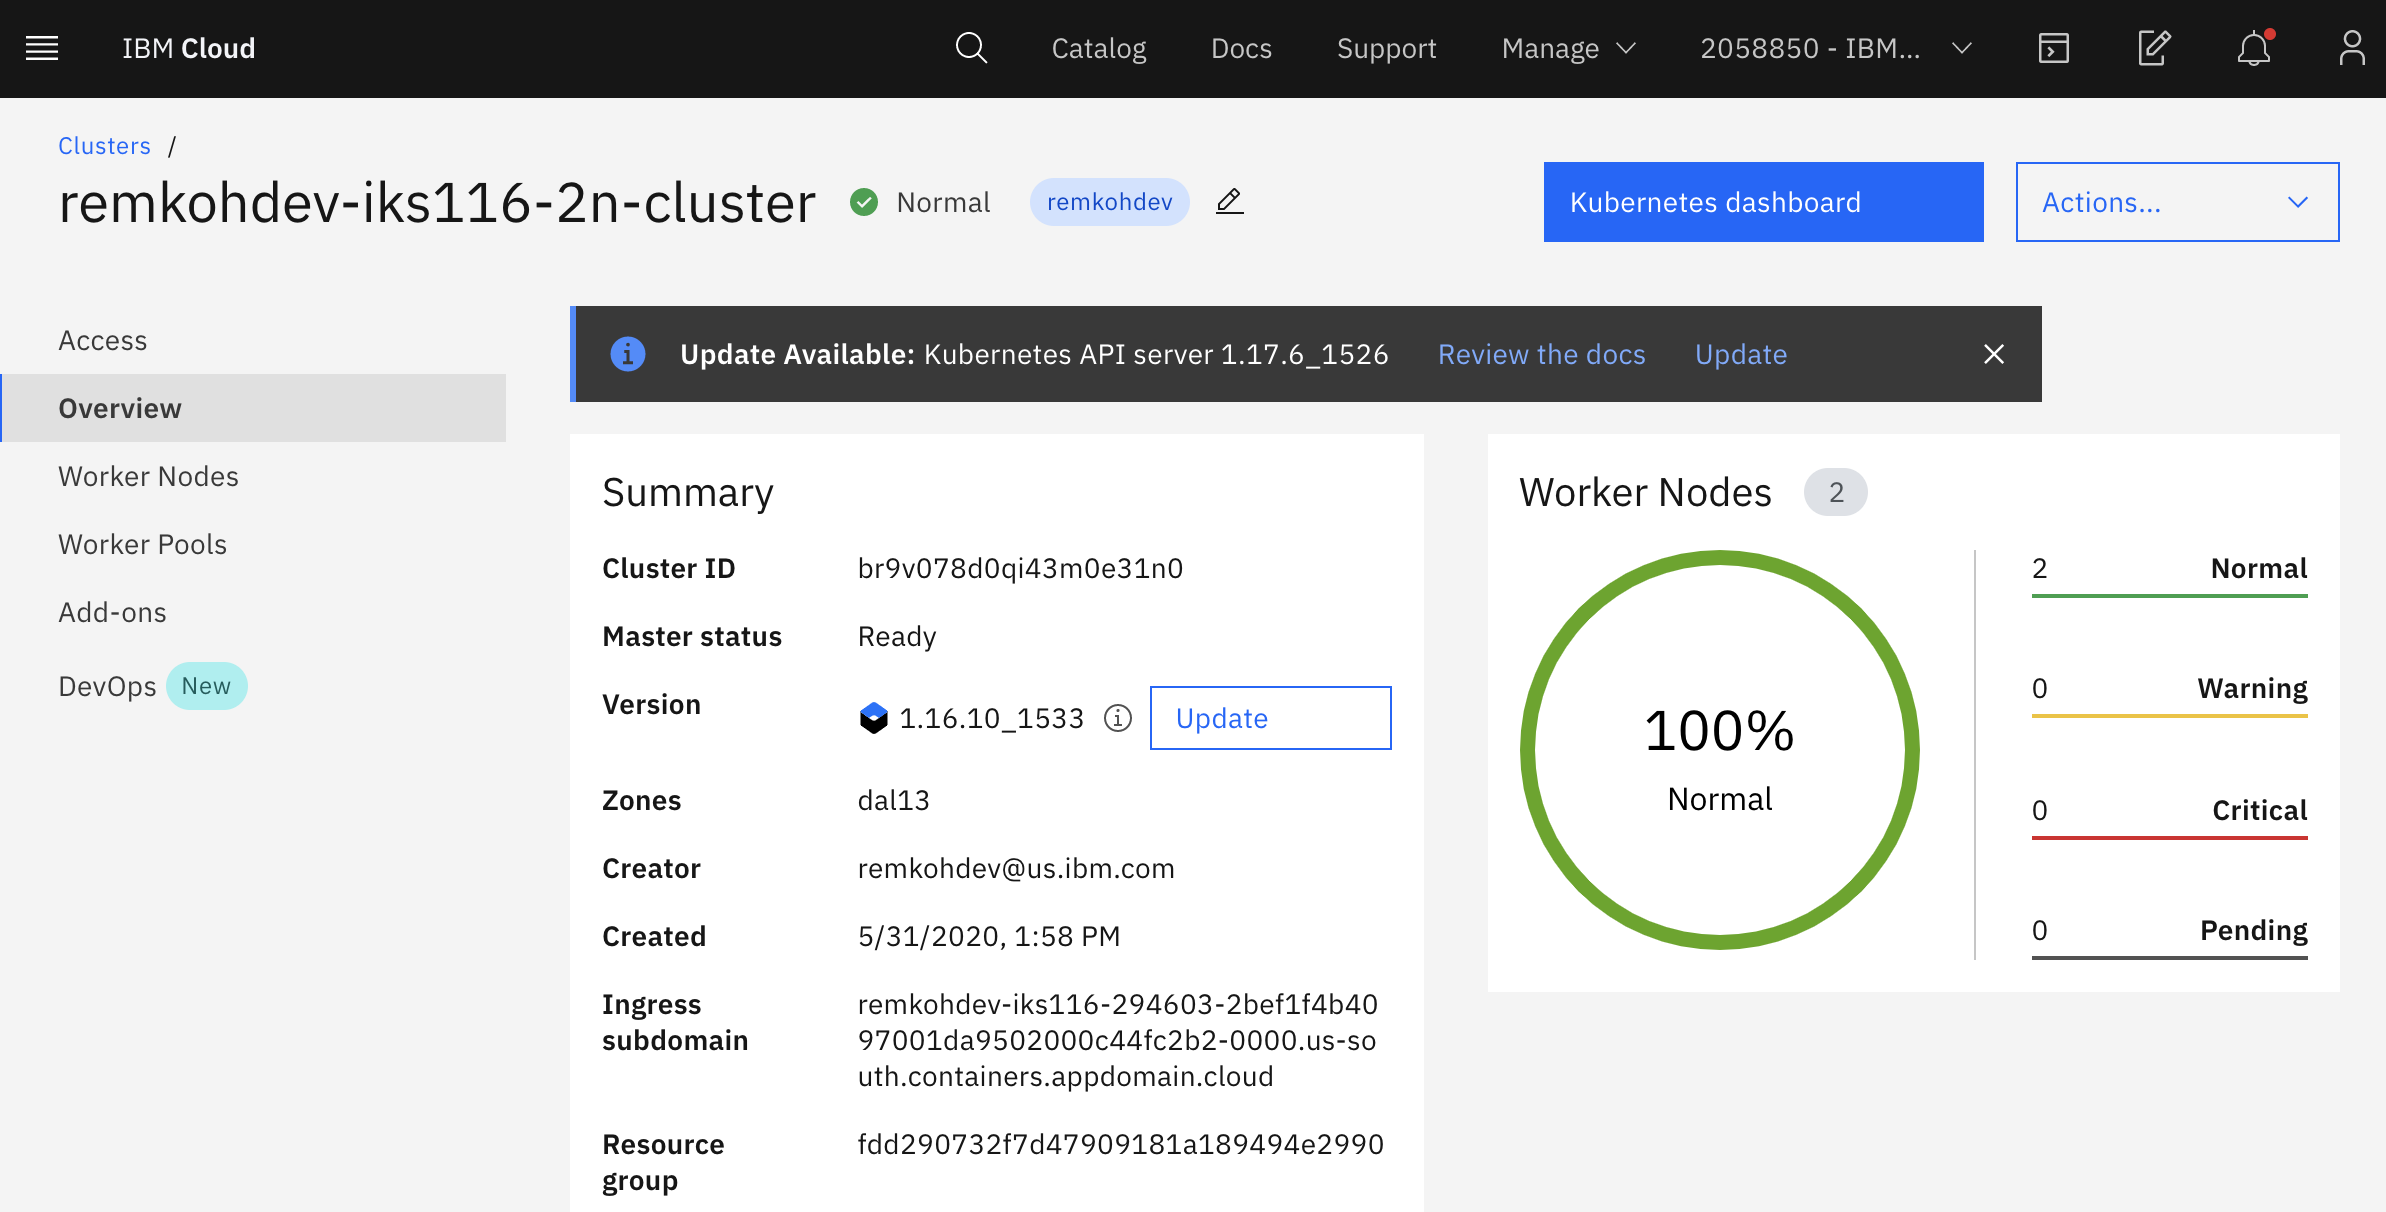 IBM Cloud
Catalog
Docs
Support
Manage
2058850 - IBM...
Clusters /
remkohdev-iks116-2n-cluster
Normal
remkohdev
Kubernetes dashboard
Actions...
Access
Overview
Worker Nodes
Worker Pools
Add-ons
DevOps New
Update Available: Kubernetes API server 1.17.6_1526
Review the docs
Update
Summary
Cluster ID br9v078d0qi43m0e31n0
Master status Ready
Version 1.16.10_1533 Update
Zones dal13
Creator remkohdev@us.ibm.com
Created 5/31/2020, 1:58 PM
Ingress subdomain
remkohdev-iks116-294603-2bef1f4b40
97001da9502000c44fc2b2-0000.us-so
uth.containers.appdomain.cloud
Resource group
fdd290732f7d47909181a189494e2990
Worker Nodes 2
100%
Normal
2 Normal
0 Warning
0 Critical
0 Pending